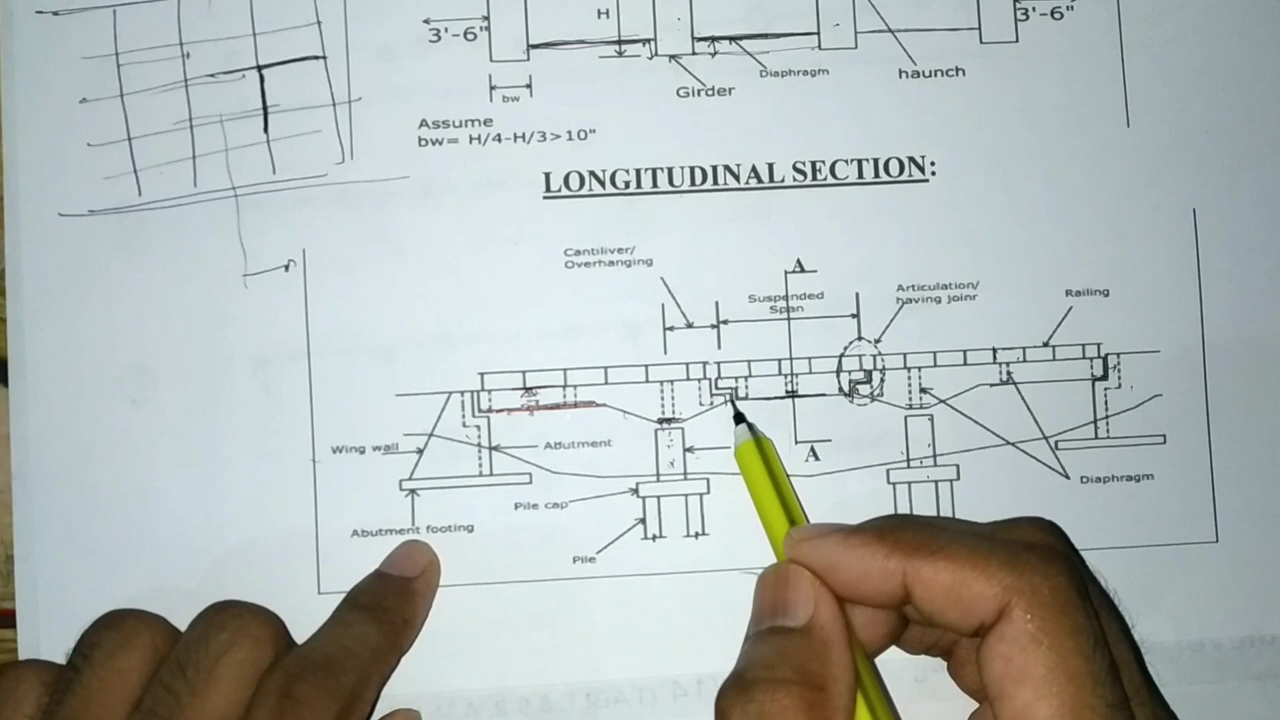 H
3'-6"
3'-6"
Diaphragm
haunch
Girder
bw
Assume
bw= H/4-H/3>10"
LONGITUDINAL SECTION:
Cantiliver/
Overhanging
A
Suspended
Span
Articulation/
having joinr
Railing
Wing wall
Abutment
A
Diaphragm
Pile cap
Abutment footing
Pile